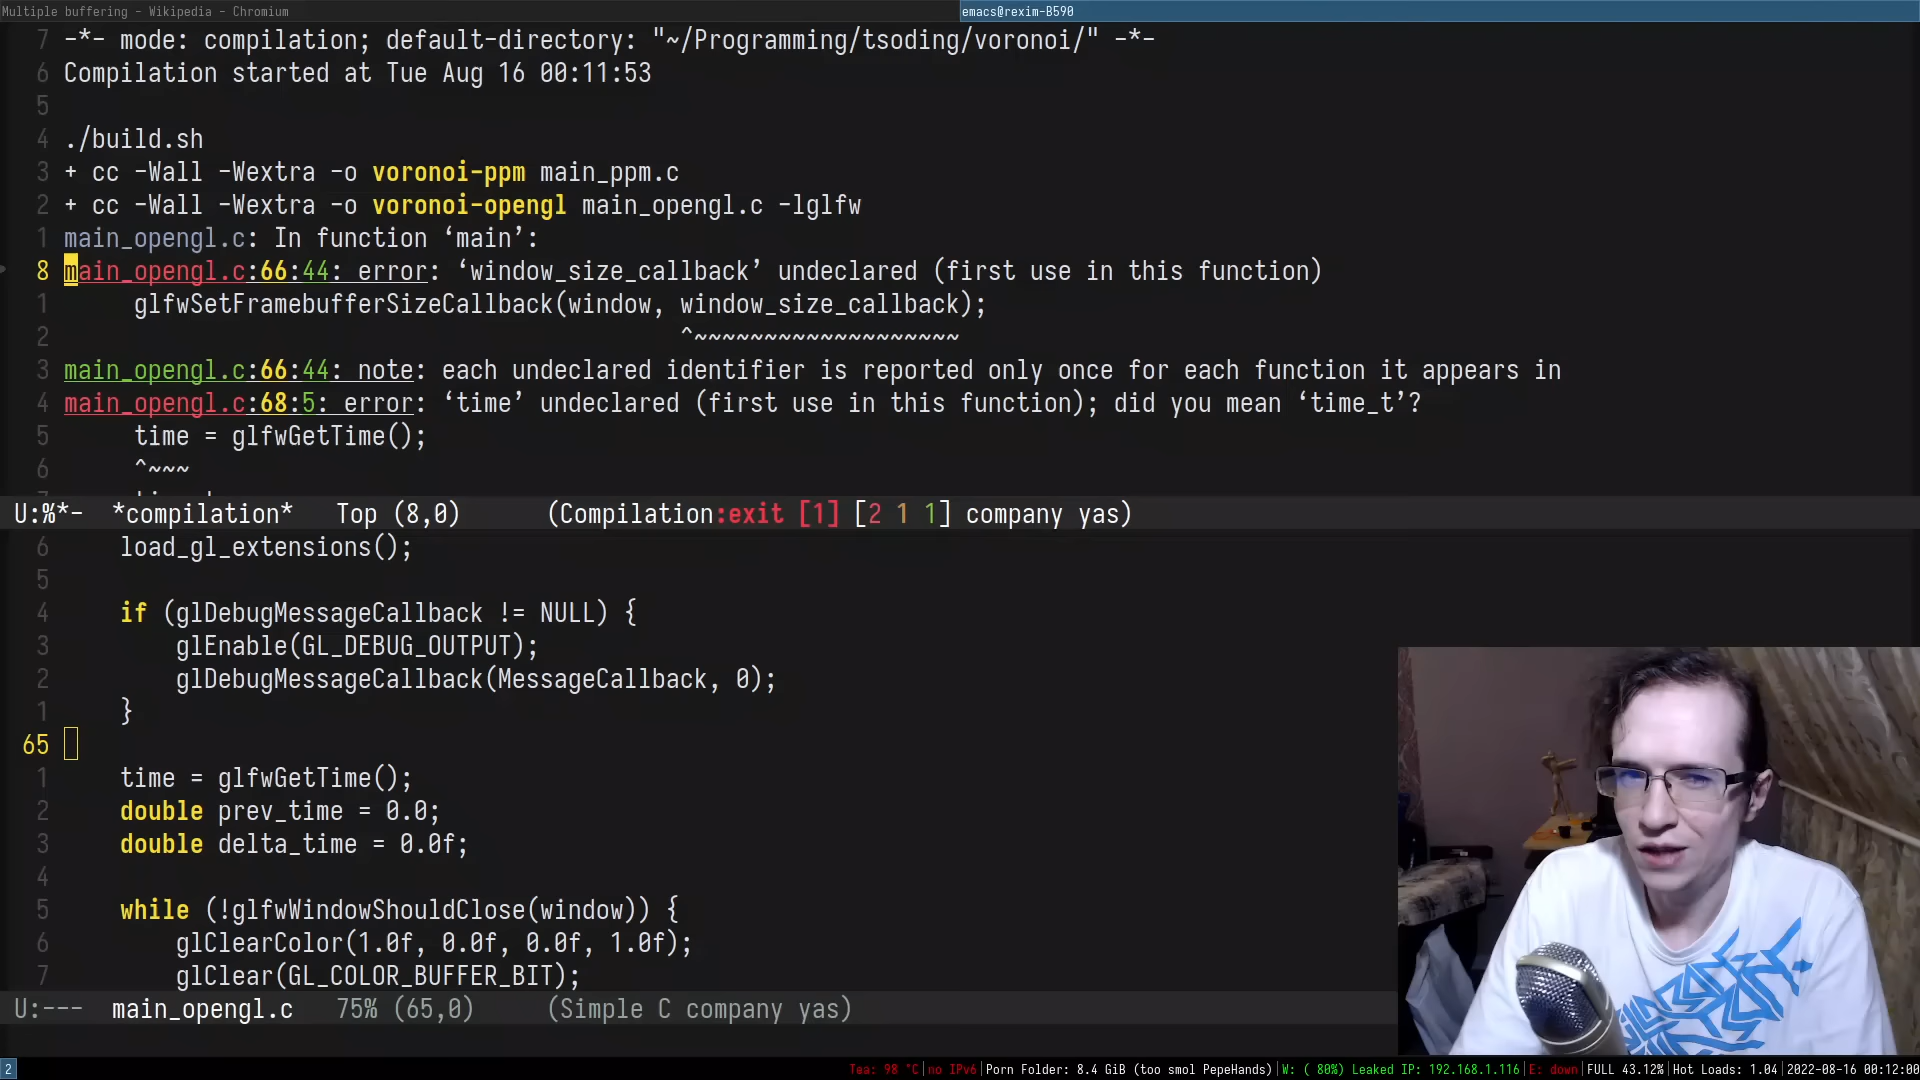 Multiple buffering - Wikipedia - Chromium
emacs@rexim-B590
7 -*- mode: compilation; default-directory: "~/Programming/tsoding/voronoi/" -*-
6 Compilation started at Tue Aug 16 00:11:53
5
4 ./build.sh
3 + cc -Wall -Wextra -o voronoi-ppm main_ppm.c
2 + cc -Wall -Wextra -o voronoi-opengl main_opengl.c -lglfw
1 main_opengl.c: In function ‘main’:
8 main_opengl.c:66:44: error: ‘window_size_callback’ undeclared (first use in this function)
1 glfwSetFramebufferSizeCallback(window, window_size_callback);
2 ^~~~~~~~~~~~~~~~~~~~
3 main_opengl.c:66:44: note: each undeclared identifier is reported only once for each function it appears in
4 main_opengl.c:68:5: error: ‘time’ undeclared (first use in this function); did you mean ‘time_t’?
5 time = glfwGetTime();
6 ^~~~
U:%*- *compilation* Top (8,0) (Compilation:exit [1] [2 1 1] company yas)
6 load_gl_extensions();
5
4 if (glDebugMessageCallback != NULL) {
3 glEnable(GL_DEBUG_OUTPUT);
2 glDebugMessageCallback(MessageCallback, 0);
1 }
65
1 time = glfwGetTime();
2 double prev_time = 0.0;
3 double delta_time = 0.0f;
4
5 while (!glfwWindowShouldClose(window)) {
6 glClearColor(1.0f, 0.0f, 0.0f, 1.0f);
7 glClear(GL_COLOR_BUFFER_BIT);
U:--- main_opengl.c 75% (65,0) (Simple C company yas)
2
Tea: 98 °C|no IPv6|Porn Folder: 8.4 GiB (too smol PepeHands)|W: ( 80%) Leaked IP: 192.168.1.116|E: down|FULL 43.12%|Hot Loads: 1.04|2022-08-16 00:12:00